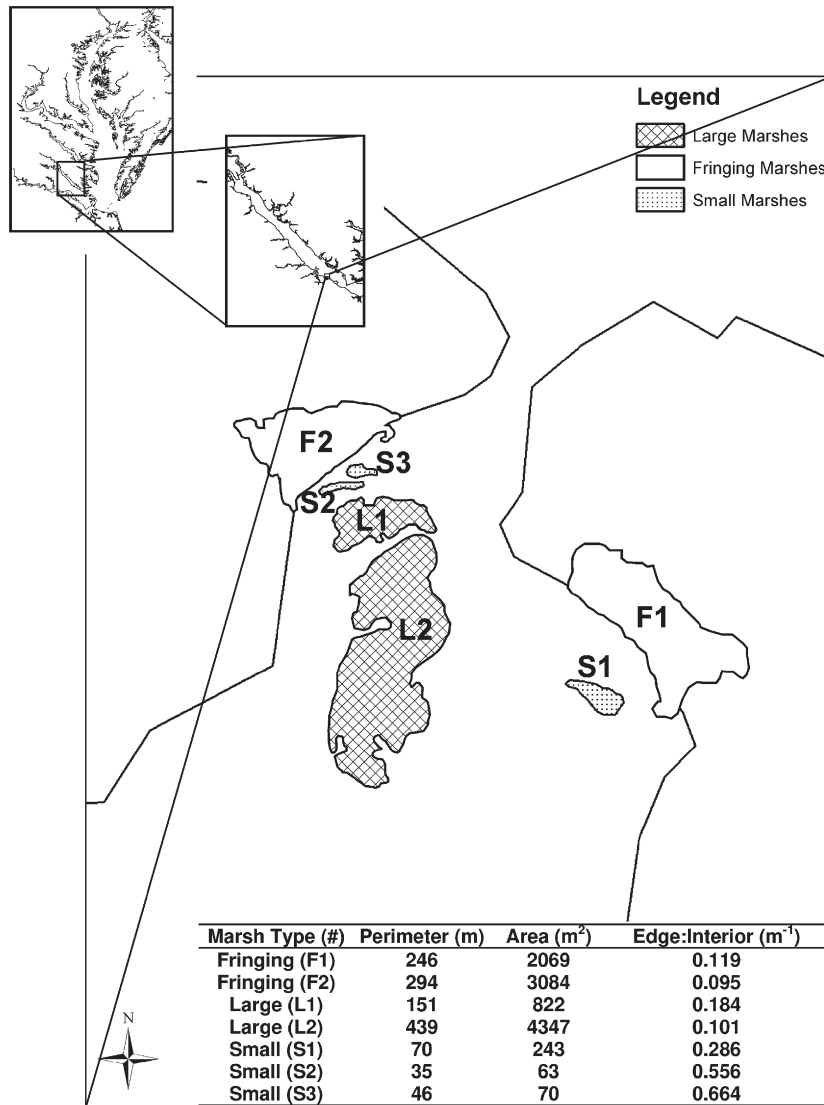 Legend
Large Marshes
Fringing Marshes
Small Marshes
F2
S3
S2
L1
L2
F1
S1
N
Marsh Type (#) Perimeter (m) Area (m²) Edge:Interior (m⁻¹)
Fringing (F1) 246 2069 0.119
Fringing (F2) 294 3084 0.095
Large (L1) 151 822 0.184
Large (L2) 439 4347 0.101
Small (S1) 70 243 0.286
Small (S2) 35 63 0.556
Small (S3) 46 70 0.664